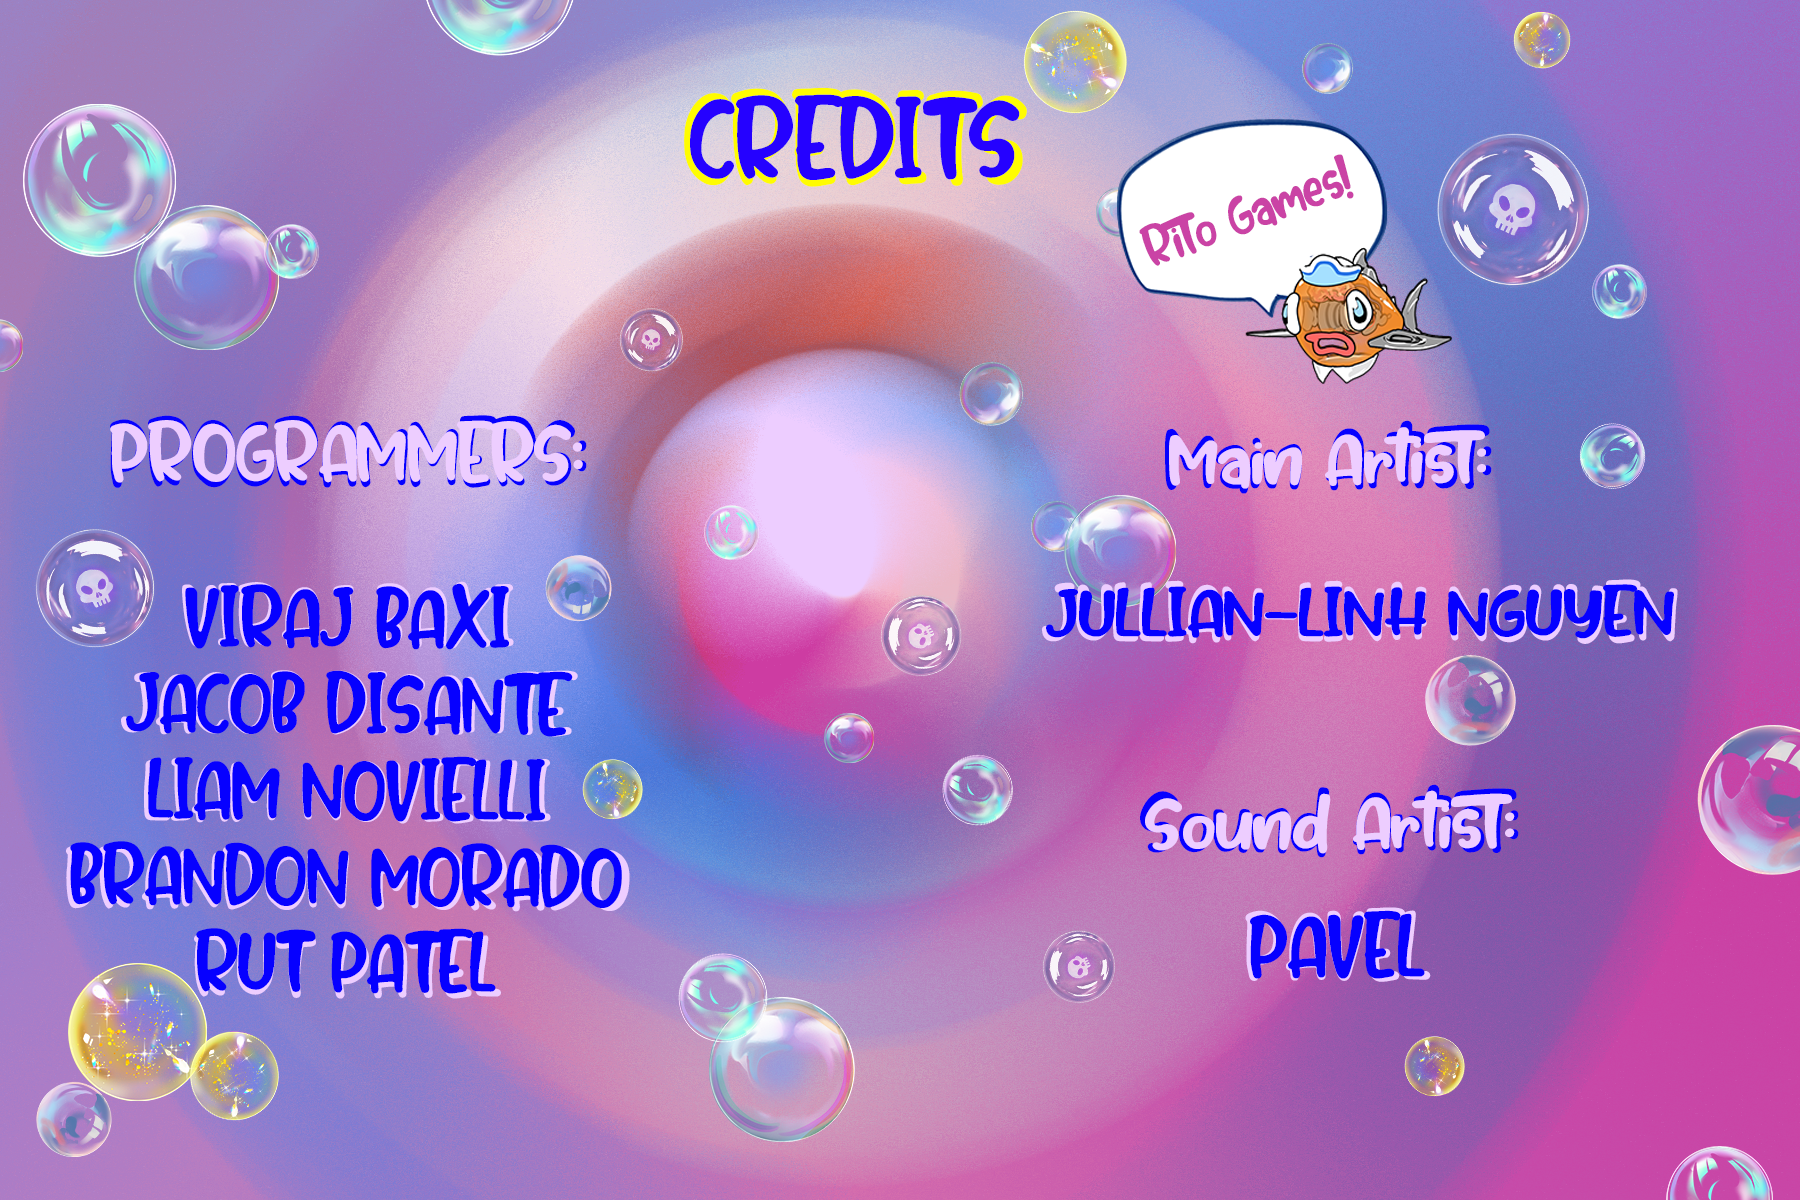 CREDITS
RiTo Games!
PROGRAMMERS:
VIRAJ BAXI
JACOB DISANTE
LIAM NOVIELLI
BRANDON MORADO
RUT PATEL
Main Artist:
JULLIAN-LINH NGUYEN
Sound Artist:
PAVEL